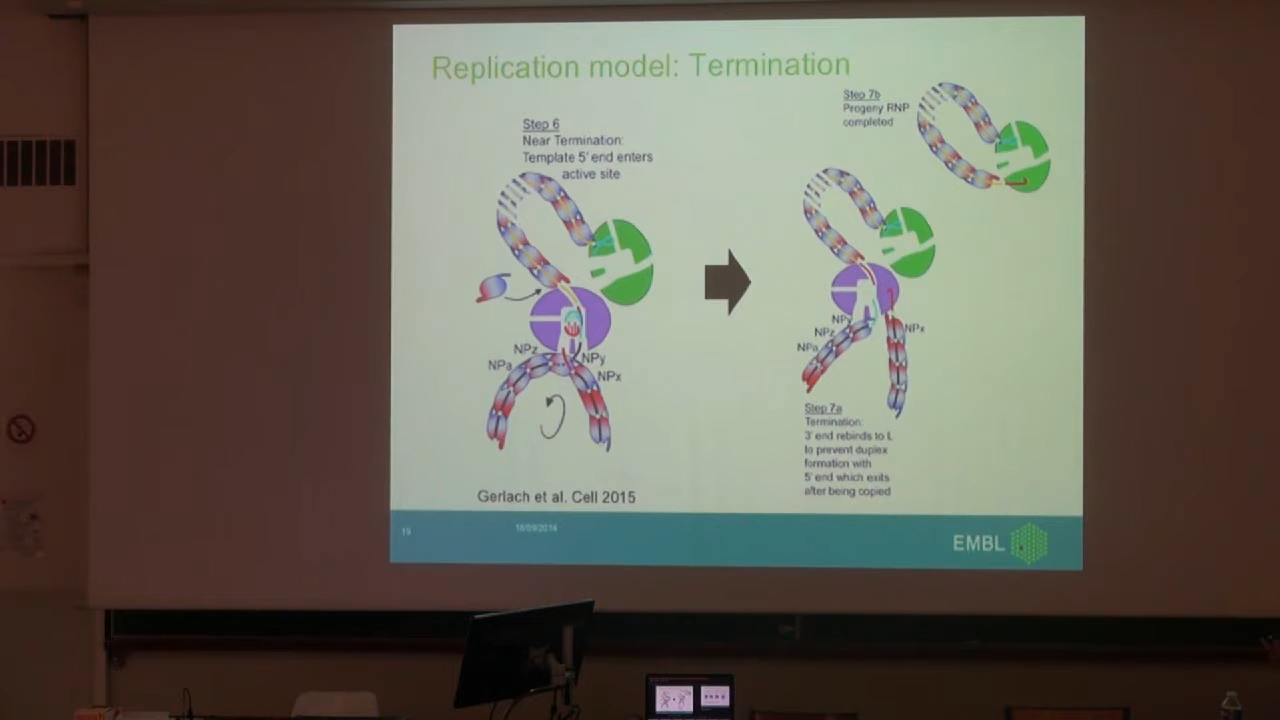 Replication model: Termination
Step 6
Near Termination:
Template 5' end enters
active site
NPz
NPa
NPy
NPx
Gerlach et al. Cell 2015
Step 7b
Progeny RNP
completed
NPy
NPz
NPa
NPx
Step 7a
Termination:
3' end rebinds to L
to prevent duplex
formation with
5' end which exits
after being copied
19
EMBL